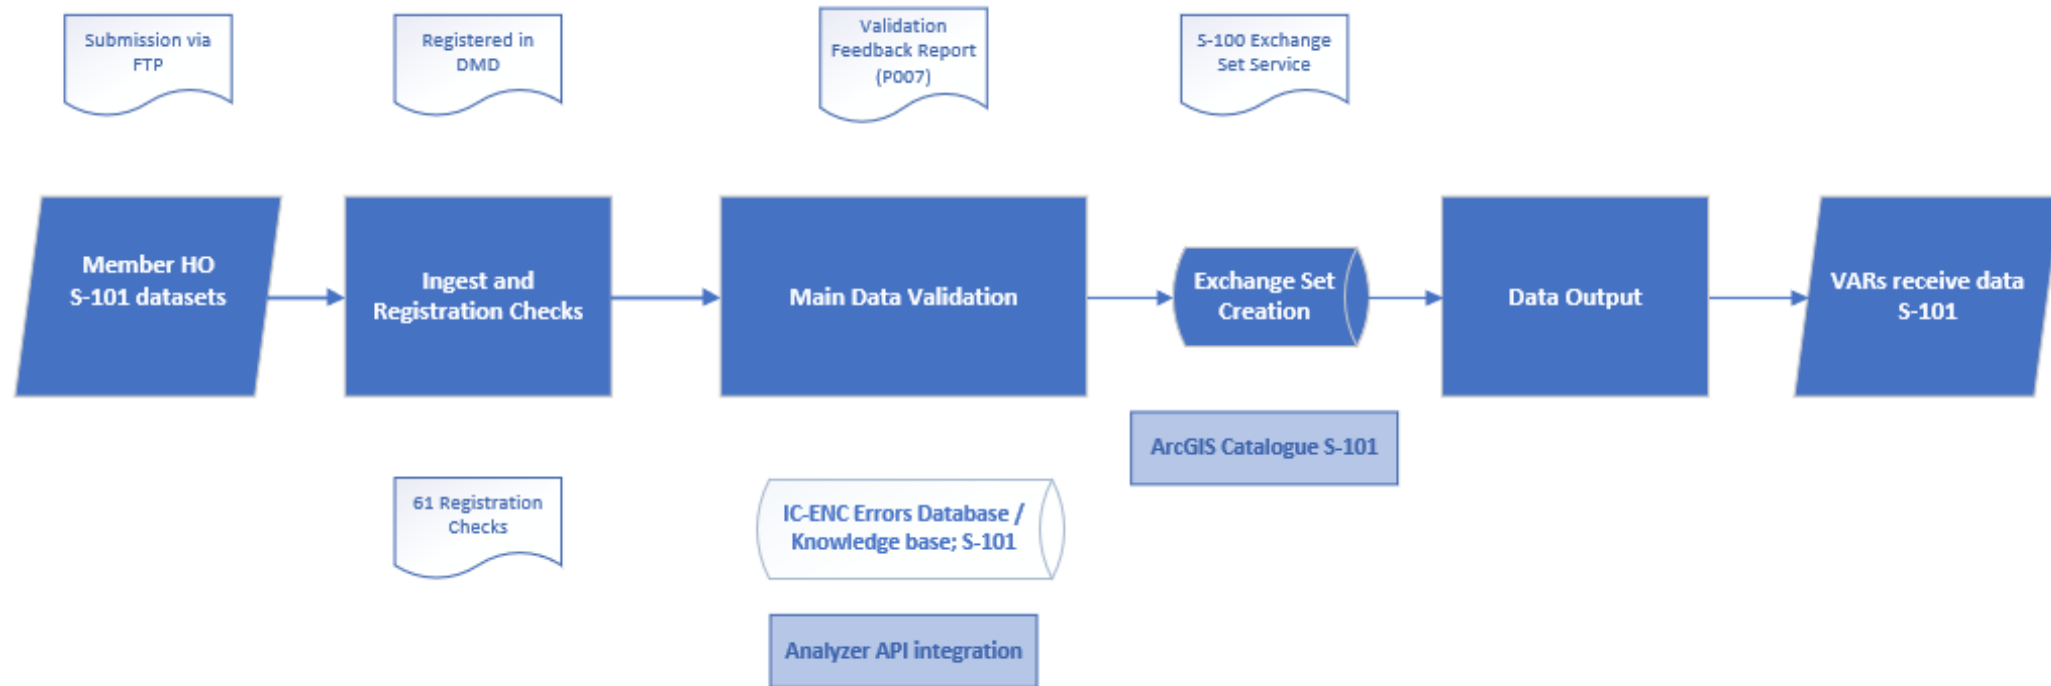 Submission via
FTP
Registered in
DMD
Validation
Feedback Report
(P007)
S-100 Exchange
Set Service
Member HO
S-101 datasets
Ingest and
Registration Checks
Main Data Validation
Exchange Set
Creation
Data Output
VARs receive data
S-101
ArcGIS Catalogue S-101
61 Registration
Checks
IC-ENC Errors Database /
Knowledge base; S-101
Analyzer API integration